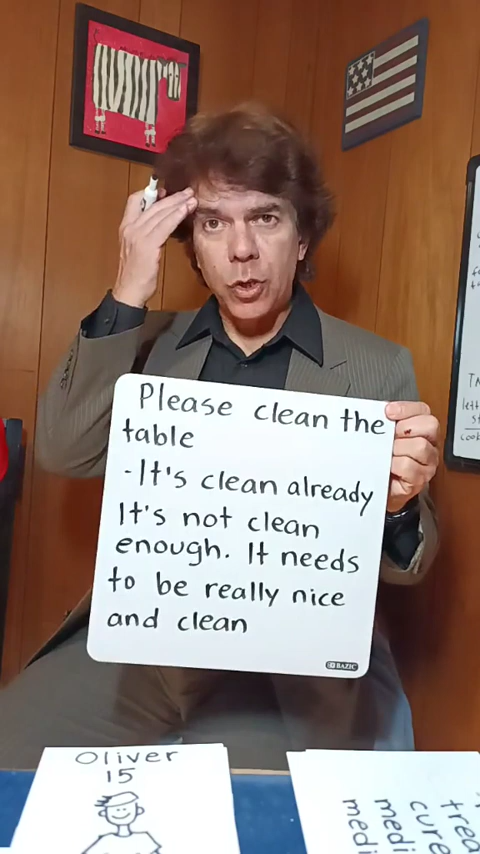 Please clean the
table
-It's clean already
It's not clean
enough. It needs
to be really nice
and clean
BAZIC
Oliver
15
cure
medi
medi